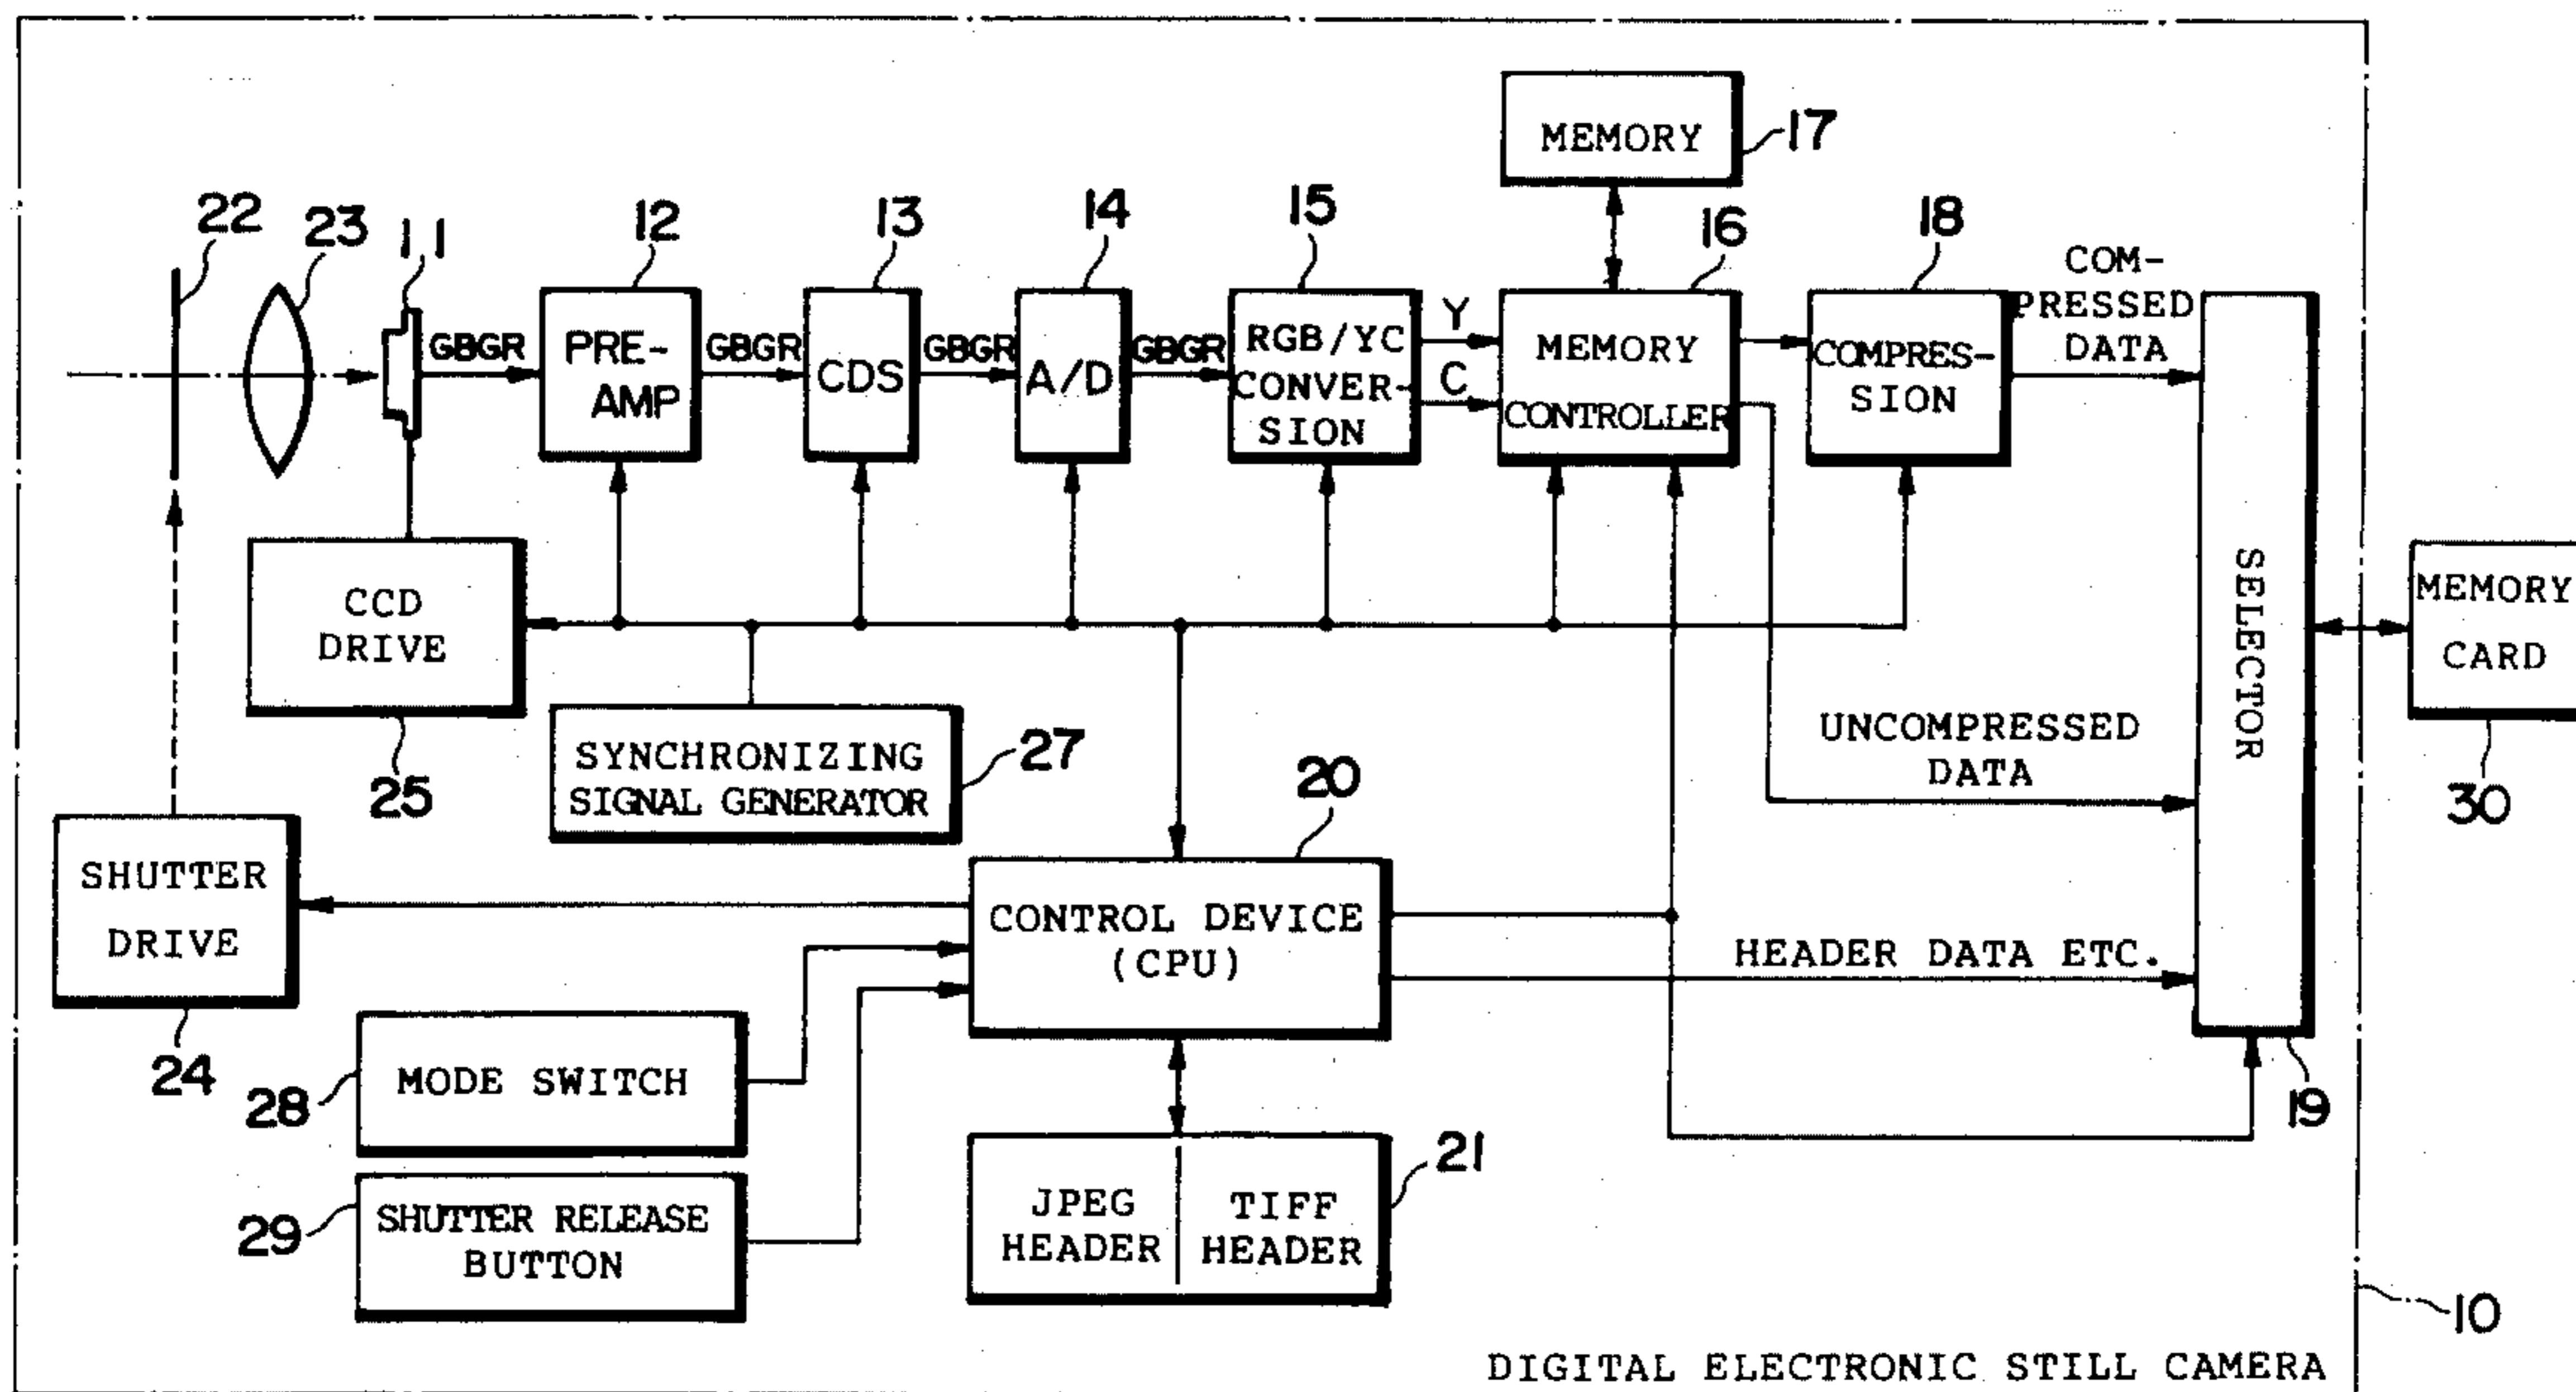 MEMORY
17
22
23
11
12
13
14
15
16
18
GBGR
PRE-
AMP
GBGR
CDS
GBGR
A/D
GBGR
RGB/YC
CONVER-
SION
Y
C
MEMORY
CONTROLLER
COMPRES-
SION
COM-
PRESSED
DATA
SELECTOR
19
MEMORY
CARD
30
CCD
DRIVE
25
SYNCHRONIZING
SIGNAL GENERATOR
27
UNCOMPRESSED
DATA
20
SHUTTER
DRIVE
24
CONTROL DEVICE
(CPU)
HEADER DATA ETC.
MODE SWITCH
28
SHUTTER RELEASE
BUTTON
29
JPEG
HEADER
TIFF
HEADER
21
10
DIGITAL ELECTRONIC STILL CAMERA